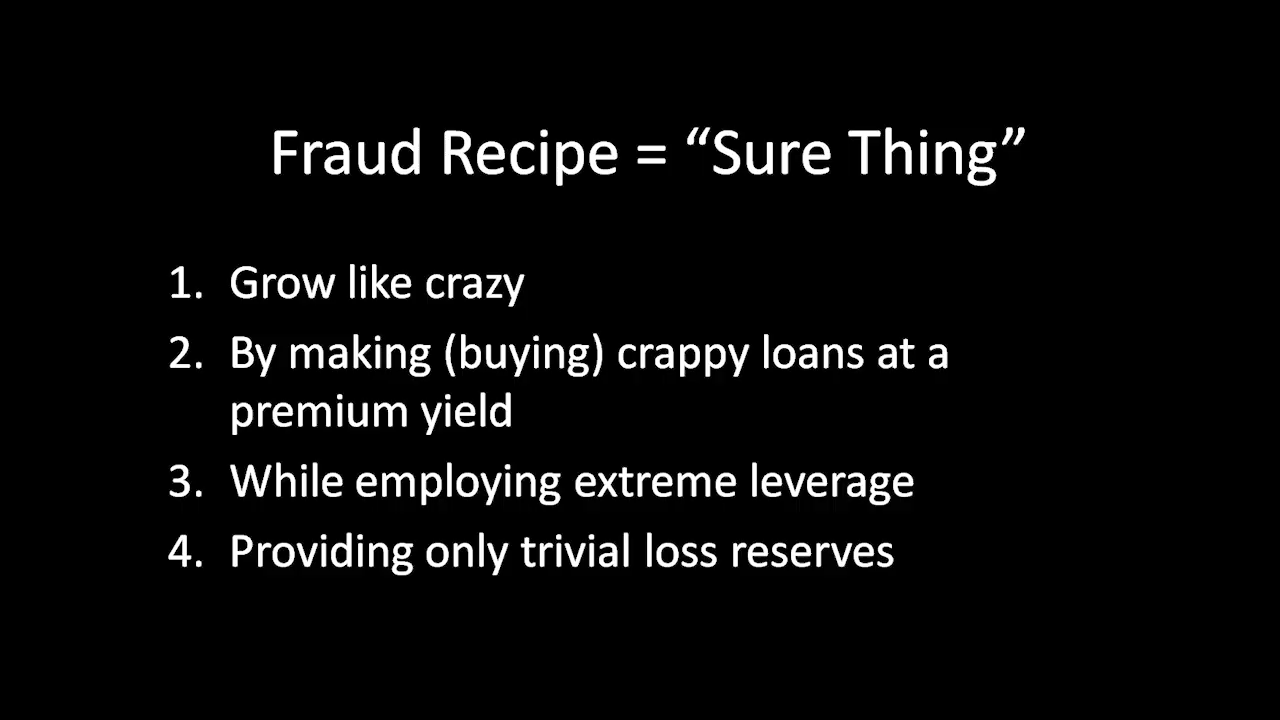 Fraud Recipe = “Sure Thing”
1. Grow like crazy
2. By making (buying) crappy loans at a
premium yield
3. While employing extreme leverage
4. Providing only trivial loss reserves